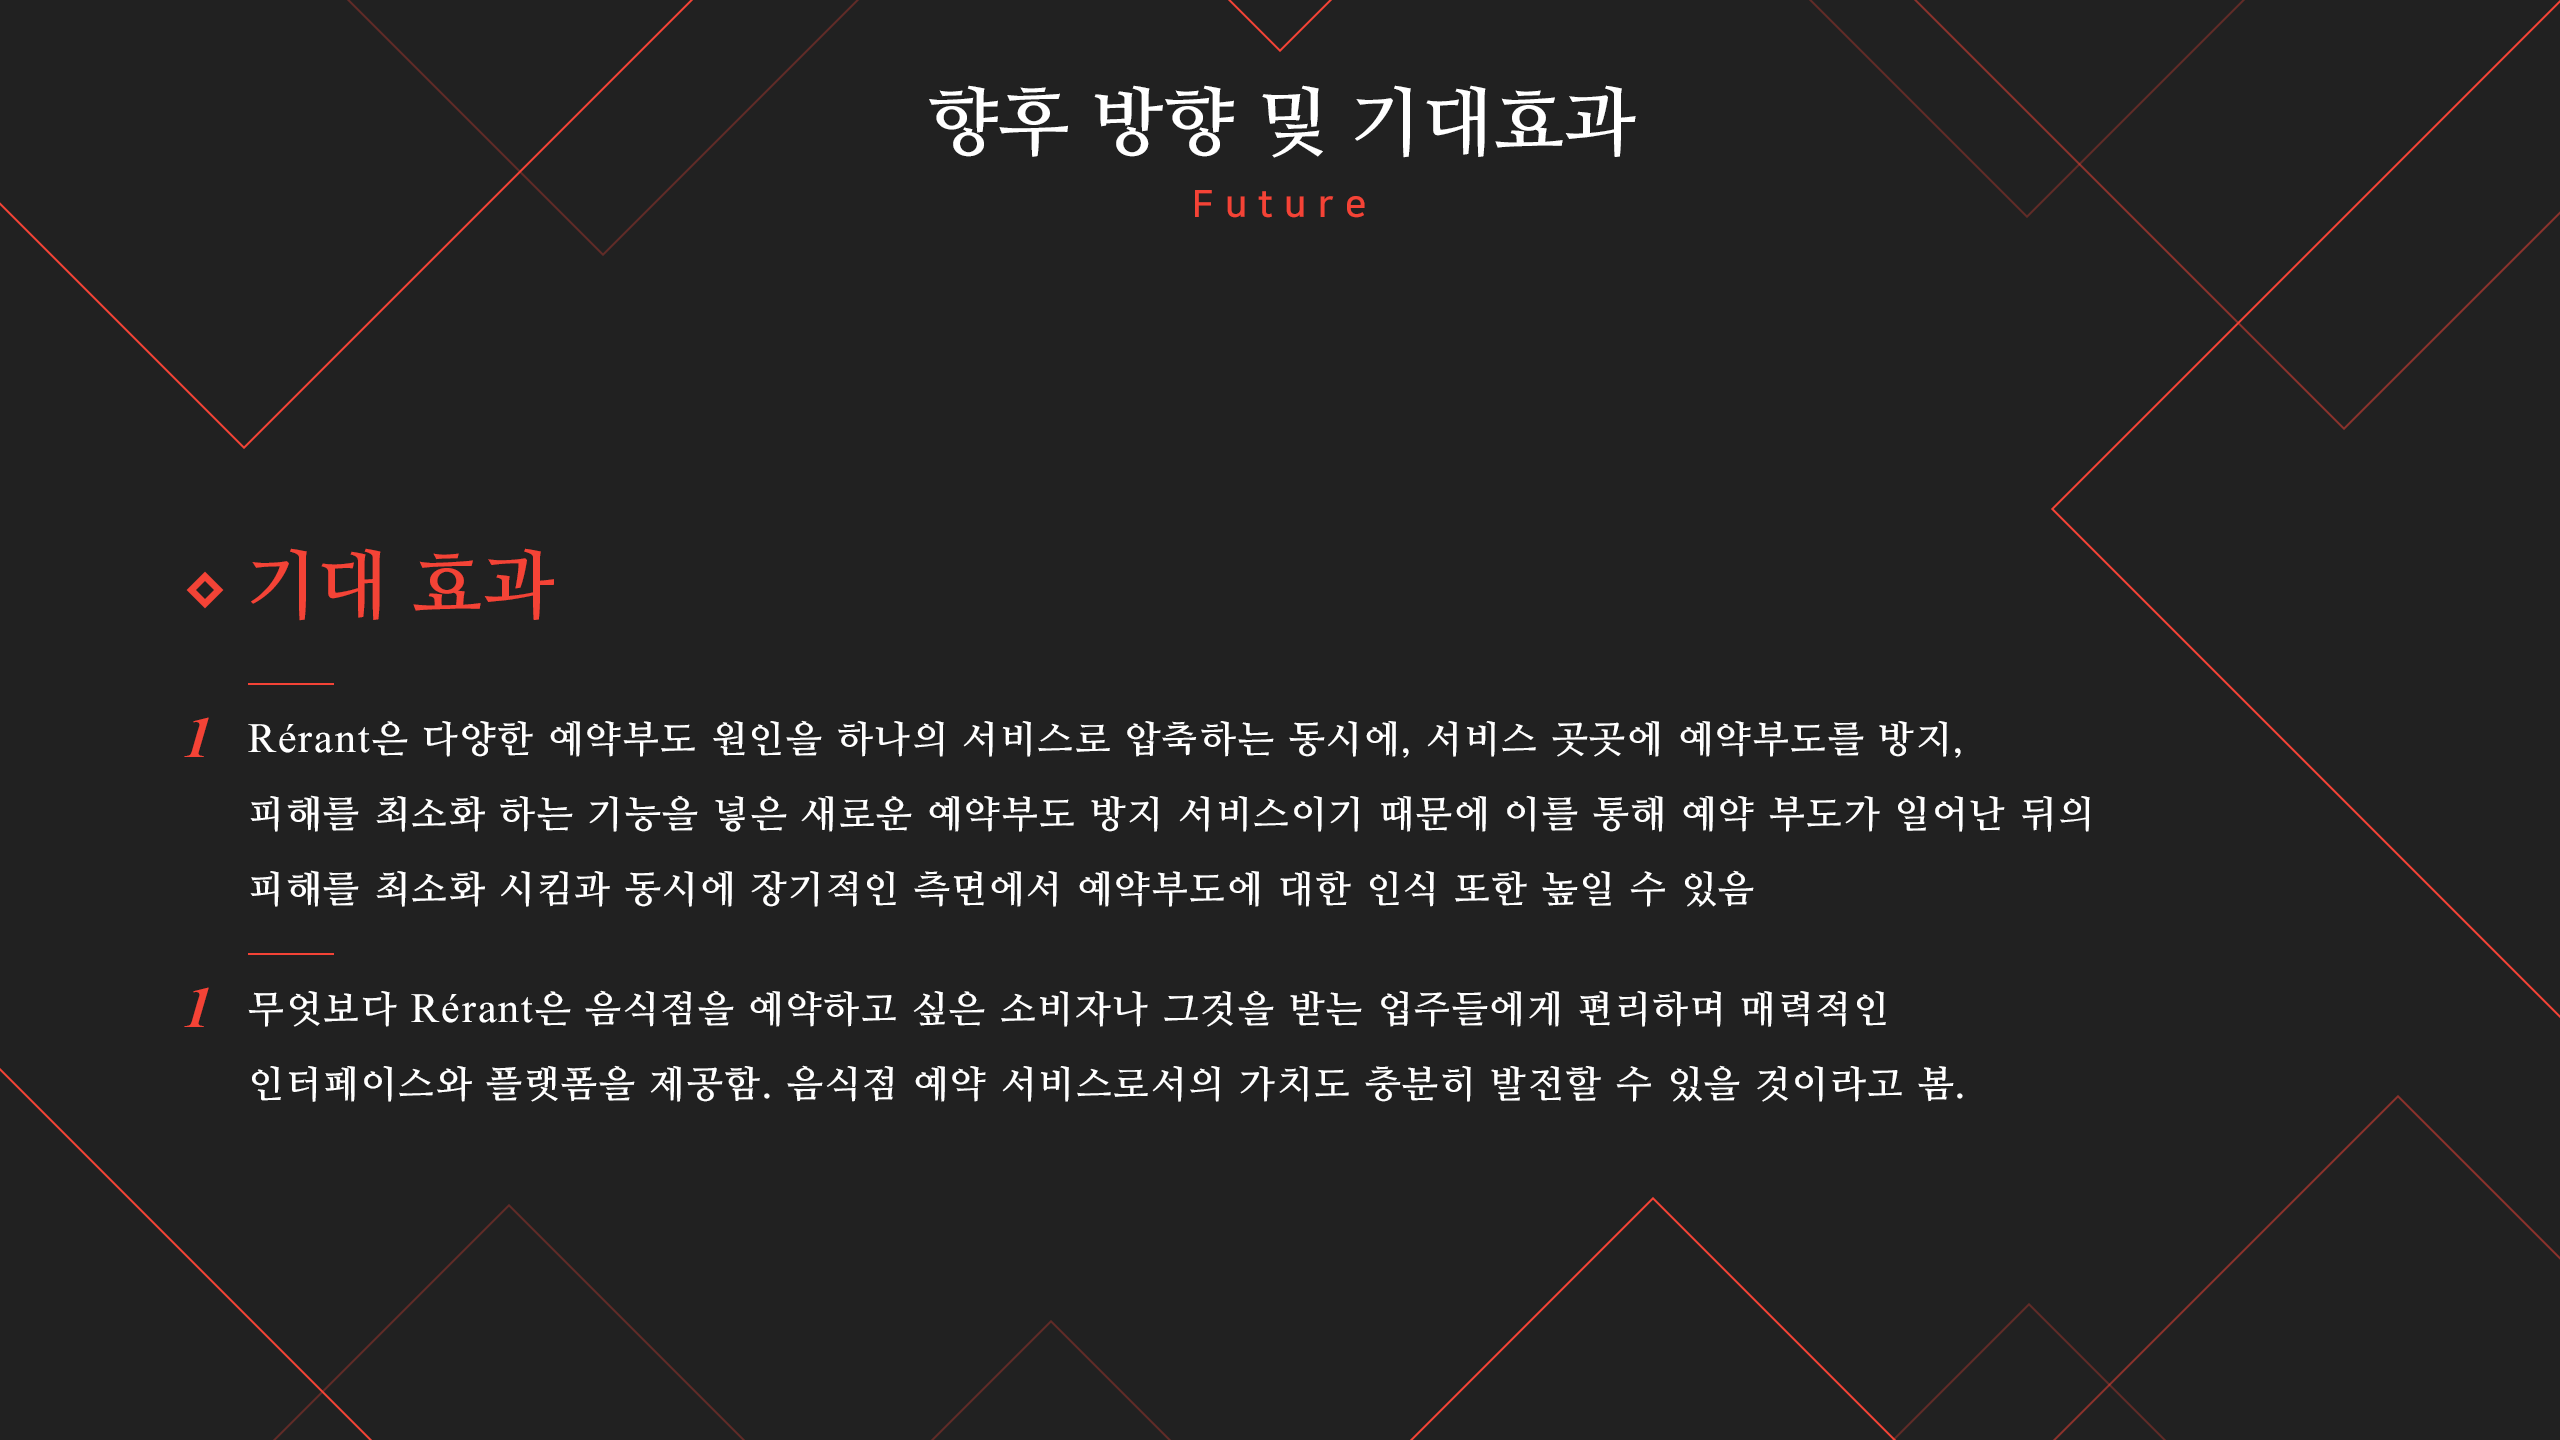 향후 방향 및 기대효과
Future
기대 효과
1 Rérant은 다양한 예약부도 원인을 하나의 서비스로 압축하는 동시에, 서비스 곳곳에 예약부도를 방지,
피해를 최소화 하는 기능을 넣은 새로운 예약부도 방지 서비스이기 때문에 이를 통해 예약 부도가 일어난 뒤의
피해를 최소화 시킴과 동시에 장기적인 측면에서 예약부도에 대한 인식 또한 높일 수 있음
1 무엇보다 Rérant은 음식점을 예약하고 싶은 소비자나 그것을 받는 업주들에게 편리하며 매력적인
인터페이스와 플랫폼을 제공함. 음식점 예약 서비스로서의 가치도 충분히 발전할 수 있을 것이라고 봄.